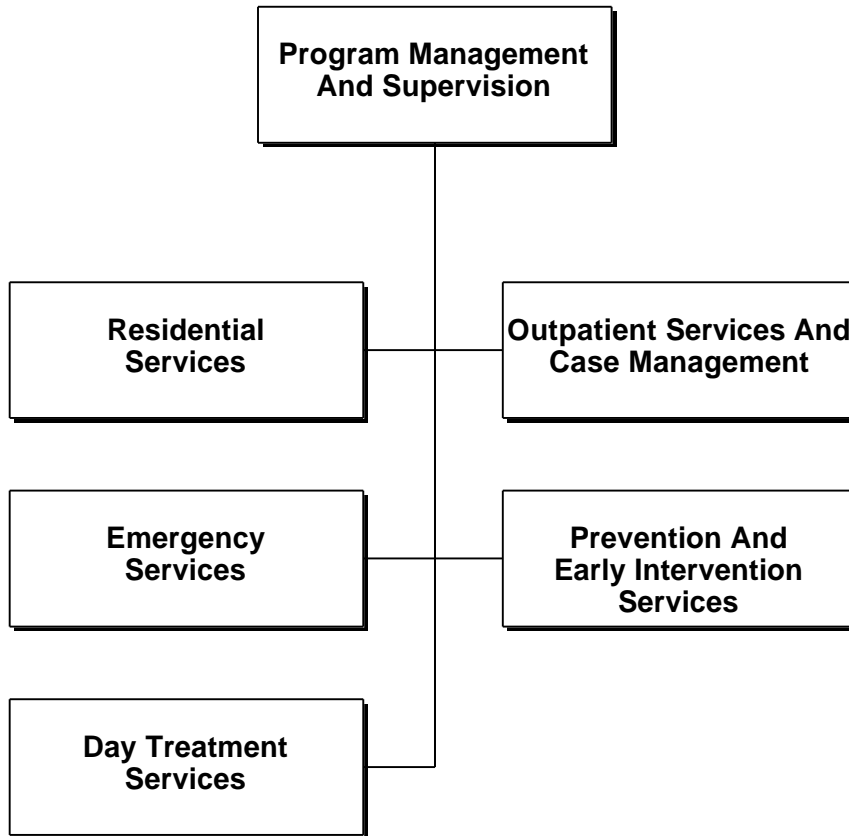 Program Management
And Supervision
Residential
Services
Outpatient Services And
Case Management
Emergency
Services
Prevention And
Early Intervention
Services
Day Treatment
Services